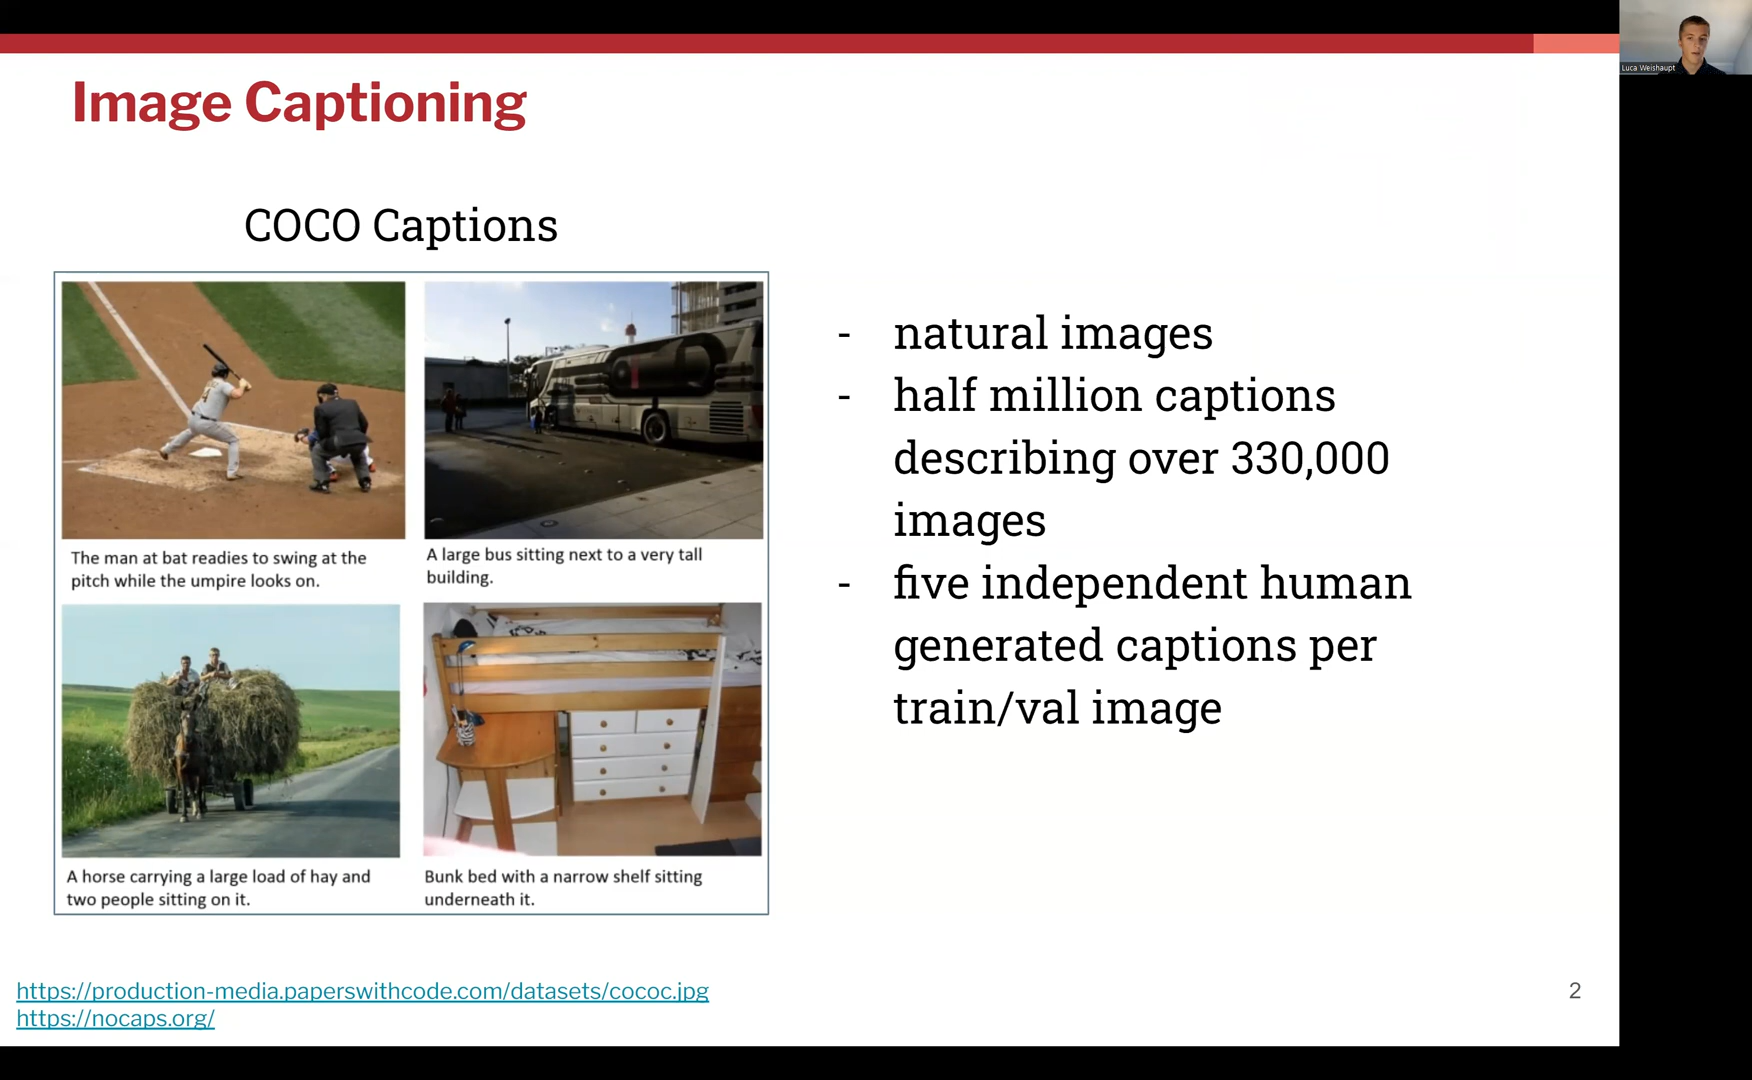 Luca Weishaupt
Image Captioning
COCO Captions
The man at bat readies to swing at the
pitch while the umpire looks on.
A large bus sitting next to a very tall
building.
A horse carrying a large load of hay and
two people sitting on it.
Bunk bed with a narrow shelf sitting
underneath it.
- natural images
- half million captions
describing over 330,000
images
- five independent human
generated captions per
train/val image
https://production-media.paperswithcode.com/datasets/cococ.jpg
https://nocaps.org/
2